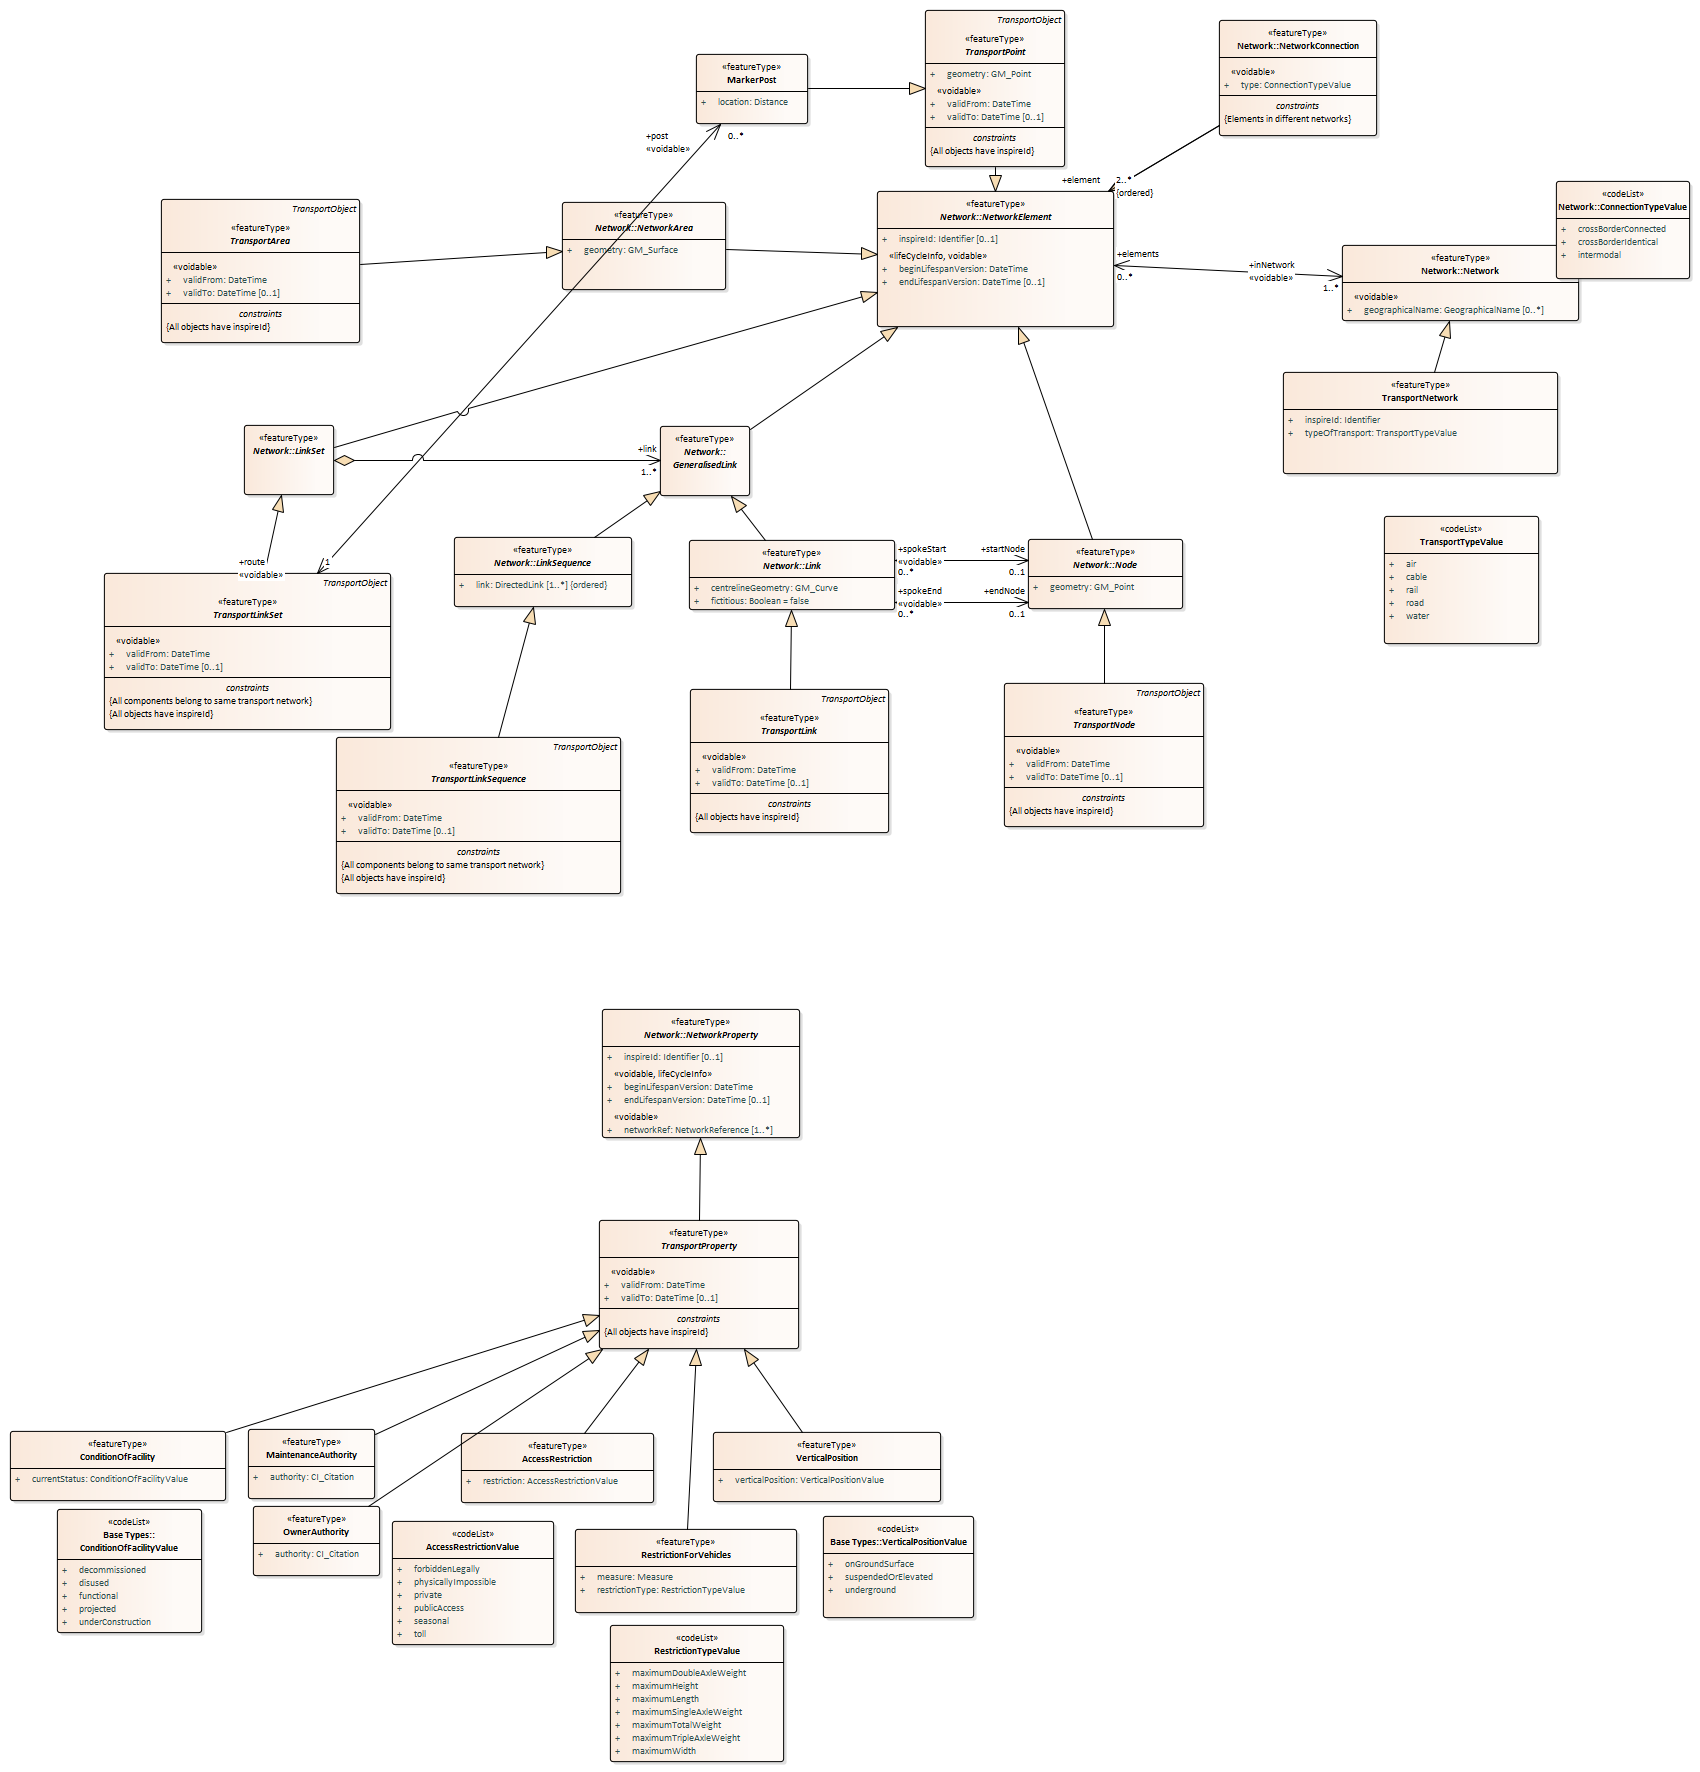 TransportObject
«featureType»
TransportPoint
+ geometry: GM_Point
«voidable»
+ validFrom: DateTime
+ validTo: DateTime [0..1]
constraints
{All objects have inspireId}
«featureType»
MarkerPost
+ location: Distance
«featureType»
Network::NetworkConnection
«voidable»
+ type: ConnectionTypeValue
constraints
{Elements in different networks}
+post
«voidable»
0..*
+element
2..*
{ordered}
TransportObject
«featureType»
TransportArea
«voidable»
+ validFrom: DateTime
+ validTo: DateTime [0..1]
constraints
{All objects have inspireId}
«featureType»
Network::NetworkArea
+ geometry: GM_Surface
«featureType»
Network::NetworkElement
+ inspireId: Identifier [0..1]
«lifeCycleInfo, voidable»
+ beginLifespanVersion: DateTime
+ endLifespanVersion: DateTime [0..1]
+elements
0..*
+inNetwork
«voidable»
1..*
«featureType»
Network::Network
«voidable»
+ geographicalName: GeographicalName [0..*]
«codeList»
Network::ConnectionTypeValue
+ crossBorderConnected
+ crossBorderIdentical
+ intermodal
«featureType»
TransportNetwork
+ inspireId: Identifier
+ typeOfTransport: TransportTypeValue
«featureType»
Network::LinkSet
+link
1..*
«featureType»
Network::
GeneralisedLink
«codeList»
TransportTypeValue
+ air
+ cable
+ rail
+ road
+ water
+route
«voidable»
1
TransportObject
«featureType»
TransportLinkSet
«voidable»
+ validFrom: DateTime
+ validTo: DateTime [0..1]
constraints
{All components belong to same transport network}
{All objects have inspireId}
«featureType»
Network::LinkSequence
+ link: DirectedLink [1..*] {ordered}
«featureType»
Network::Link
+ centrelineGeometry: GM_Curve
+ fictitious: Boolean = false
+spokeStart
«voidable»
0..*
+startNode
0..1
+spokeEnd
«voidable»
0..*
+endNode
0..1
«featureType»
Network::Node
+ geometry: GM_Point
TransportObject
«featureType»
TransportLinkSequence
«voidable»
+ validFrom: DateTime
+ validTo: DateTime [0..1]
constraints
{All components belong to same transport network}
{All objects have inspireId}
TransportObject
«featureType»
TransportLink
«voidable»
+ validFrom: DateTime
+ validTo: DateTime [0..1]
constraints
{All objects have inspireId}
TransportObject
«featureType»
TransportNode
«voidable»
+ validFrom: DateTime
+ validTo: DateTime [0..1]
constraints
{All objects have inspireId}
«featureType»
Network::NetworkProperty
+ inspireId: Identifier [0..1]
«voidable, lifeCycleInfo»
+ beginLifespanVersion: DateTime
+ endLifespanVersion: DateTime [0..1]
«voidable»
+ networkRef: NetworkReference [1..*]
«featureType»
TransportProperty
«voidable»
+ validFrom: DateTime
+ validTo: DateTime [0..1]
constraints
{All objects have inspireId}
«featureType»
ConditionOfFacility
+ currentStatus: ConditionOfFacilityValue
«featureType»
MaintenanceAuthority
+ authority: CI_Citation
«featureType»
AccessRestriction
+ restriction: AccessRestrictionValue
«featureType»
VerticalPosition
+ verticalPosition: VerticalPositionValue
«codeList»
Base Types::
ConditionOfFacilityValue
+ decommissioned
+ disused
+ functional
+ projected
+ underConstruction
«featureType»
OwnerAuthority
+ authority: CI_Citation
«codeList»
AccessRestrictionValue
+ forbiddenLegally
+ physicallyImpossible
+ private
+ publicAccess
+ seasonal
+ toll
«featureType»
RestrictionForVehicles
+ measure: Measure
+ restrictionType: RestrictionTypeValue
«codeList»
Base Types::VerticalPositionValue
+ onGroundSurface
+ suspendedOrElevated
+ underground
«codeList»
RestrictionTypeValue
+ maximumDoubleAxleWeight
+ maximumHeight
+ maximumLength
+ maximumSingleAxleWeight
+ maximumTotalWeight
+ maximumTripleAxleWeight
+ maximumWidth